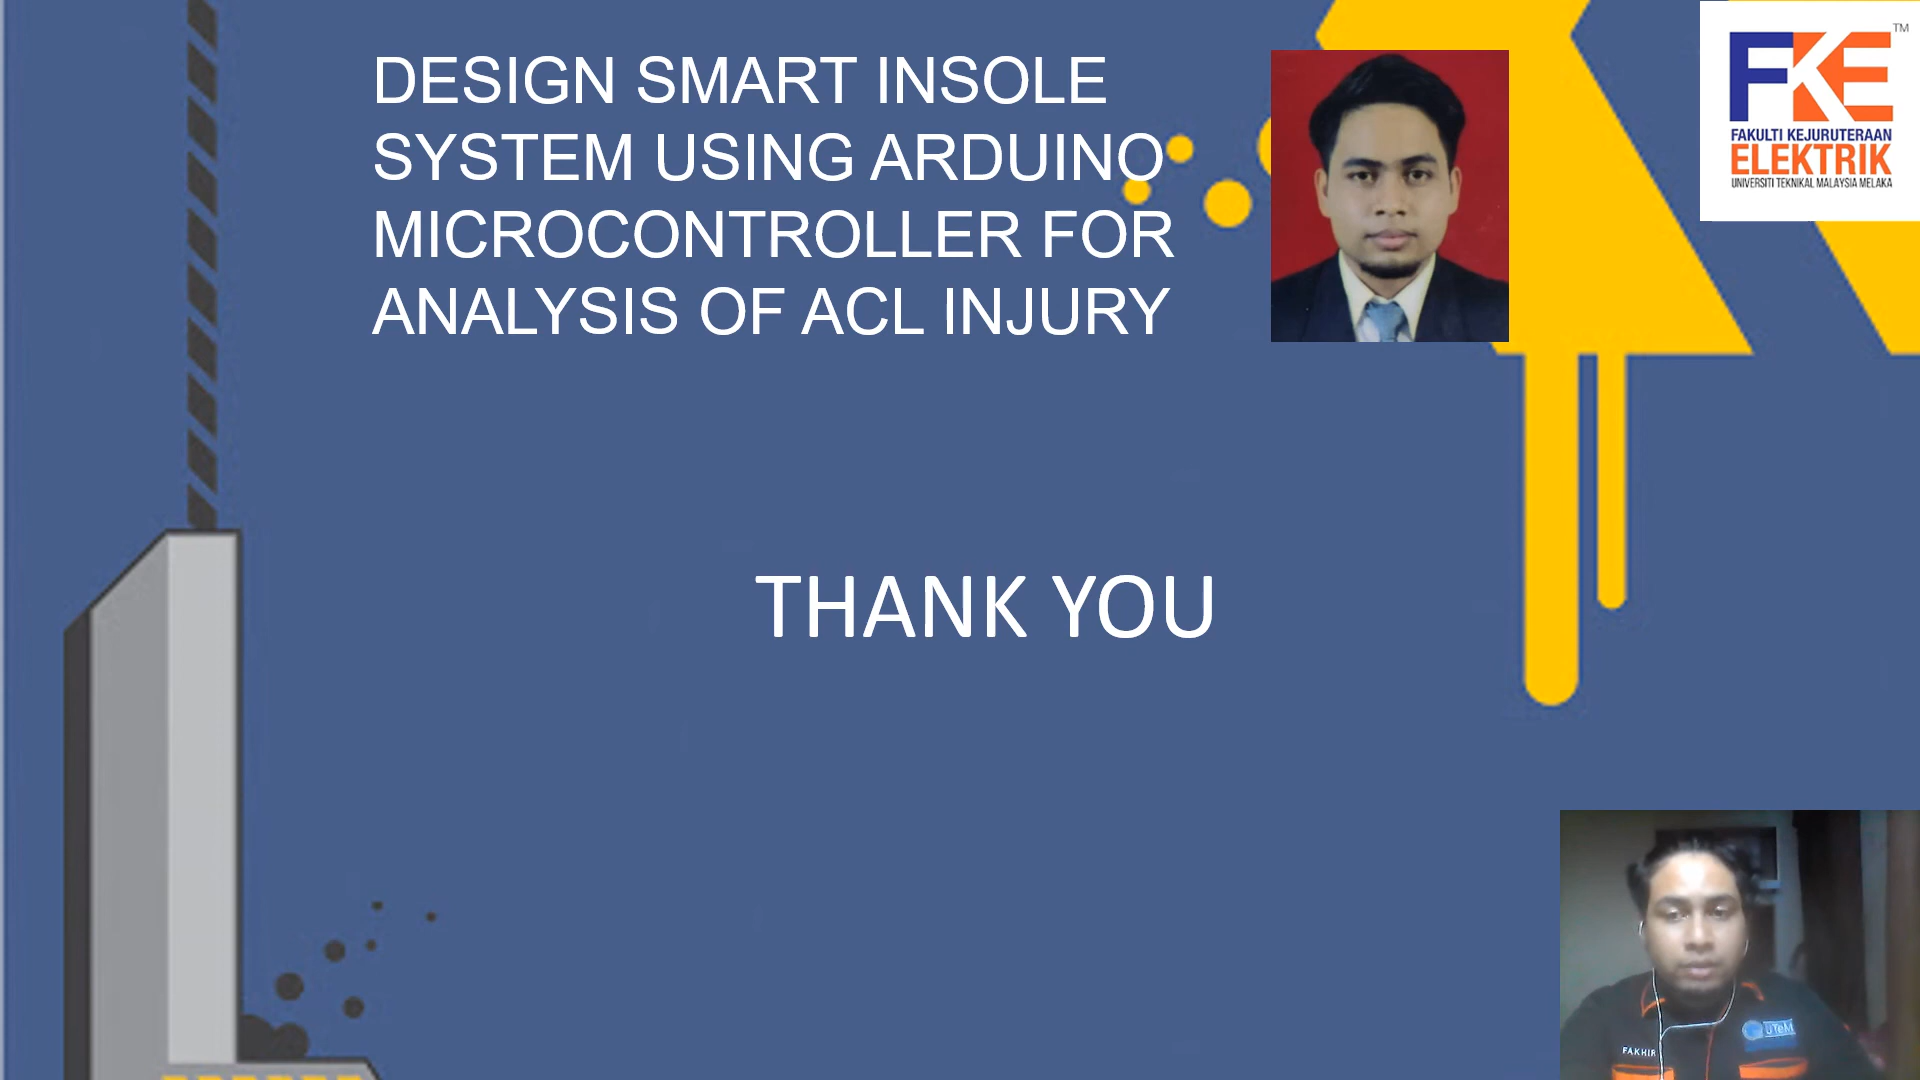 DESIGN SMART INSOLE
SYSTEM USING ARDUINO
MICROCONTROLLER FOR
ANALYSIS OF ACL INJURY
FKE
TM
FAKULTI KEJURUTERAAN
ELEKTRIK
UNIVERSITI TEKNIKAL MALAYSIA MELAKA
THANK YOU
UTeM
FAKHIR